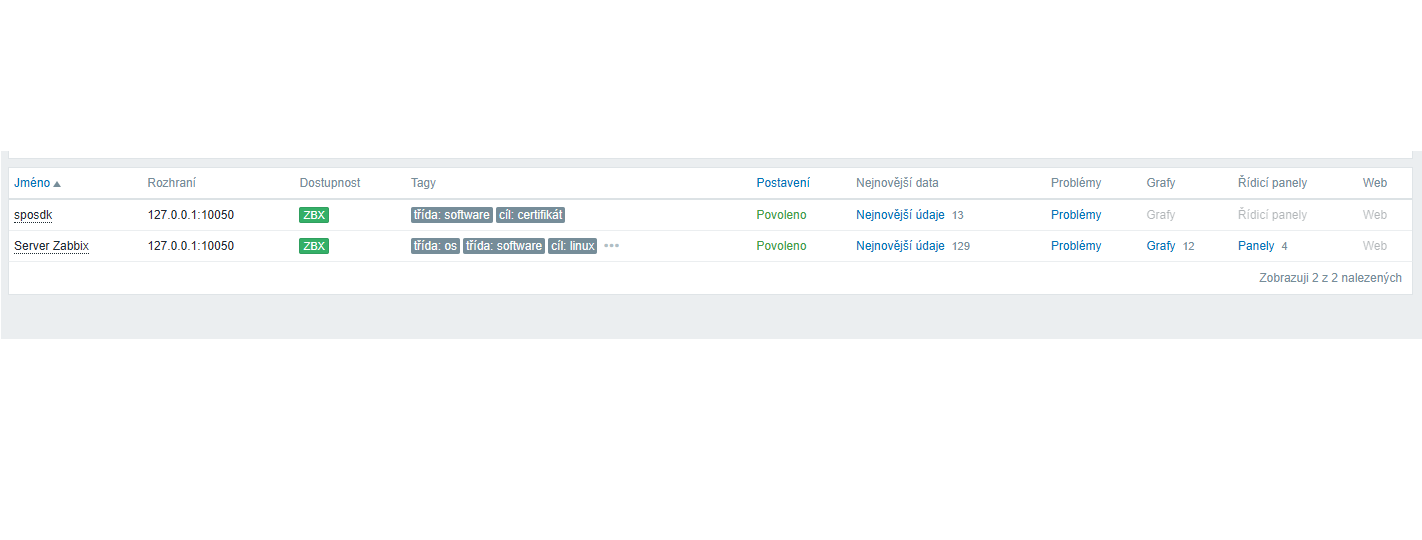 Jméno Rozhraní Dostupnost Tagy Postavení Nejnovější data Problémy Grafy Řídicí panely Web
sposdk 127.0.0.1:10050 ZBX třída: software cíl: certifikát Povoleno Nejnovější údaje 13 Problémy Grafy Řídicí panely Web
Server Zabbix 127.0.0.1:10050 ZBX třída: os třída: software cíl: linux ••• Povoleno Nejnovější údaje 129 Problémy Grafy 12 Panely 4 Web
Zobrazuji 2 z 2 nalezených